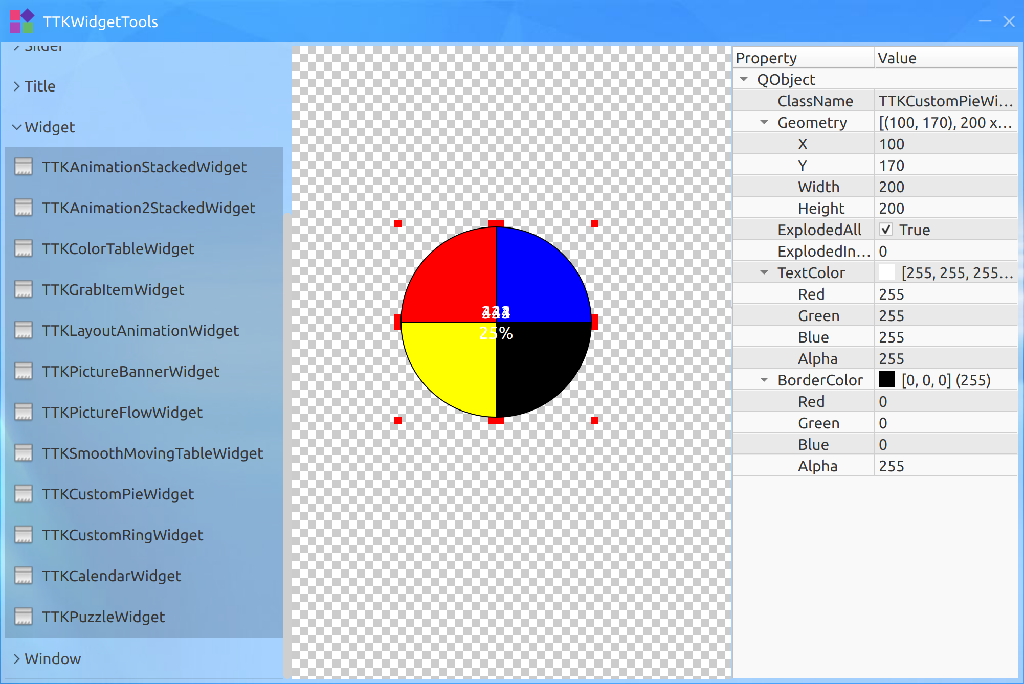 TTKWidgetTools
Slider
Title
Widget
TTKAnimationStackedWidget
TTKAnimation2StackedWidget
TTKColorTableWidget
TTKGrabItemWidget
TTKLayoutAnimationWidget
TTKPictureBannerWidget
TTKPictureFlowWidget
TTKSmoothMovingTableWidget
TTKCustomPieWidget
TTKCustomRingWidget
TTKCalendarWidget
TTKPuzzleWidget
Window
25%
Property Value
QObject
ClassName TTKCustomPieWi...
Geometry [(100, 170), 200 x...
X 100
Y 170
Width 200
Height 200
ExplodedAll True
ExplodedIn... 0
TextColor [255, 255, 255...
Red 255
Green 255
Blue 255
Alpha 255
BorderColor [0, 0, 0] (255)
Red 0
Green 0
Blue 0
Alpha 255